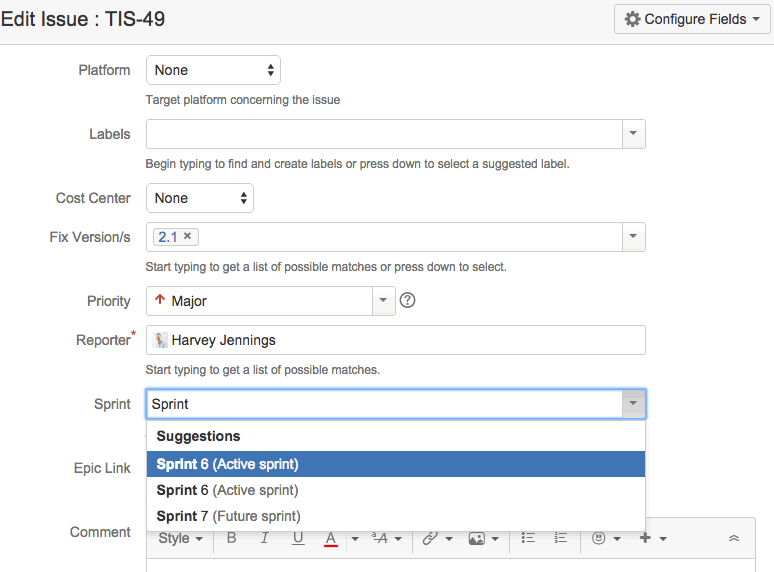 Edit Issue : TIS-49
Configure Fields
Platform None
Target platform concerning the issue
Labels
Begin typing to find and create labels or press down to select a suggested label.
Cost Center None
Fix Version/s 2.1 ×
Start typing to get a list of possible matches or press down to select.
Priority Major ?
Reporter* Harvey Jennings
Start typing to get a list of possible matches.
Sprint Sprint
Suggestions
Sprint 6 (Active sprint)
Epic Link
Sprint 6 (Active sprint)
Sprint 7 (Future sprint)
Comment
Style B I U A ªA